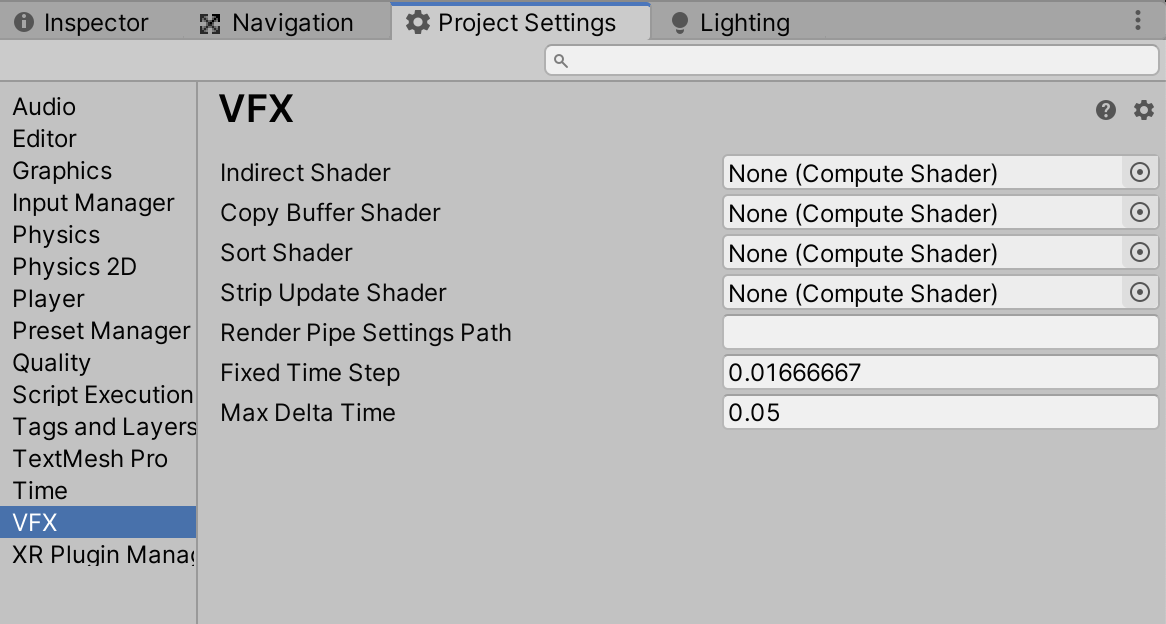 Inspector Navigation Project Settings Lighting
VFX
Audio
Editor
Graphics
Input Manager
Physics
Physics 2D
Player
Preset Manager
Quality
Script Execution
Tags and Layers
TextMesh Pro
Time
VFX
XR Plugin Mana
Indirect Shader None (Compute Shader)
Copy Buffer Shader None (Compute Shader)
Sort Shader None (Compute Shader)
Strip Update Shader None (Compute Shader)
Render Pipe Settings Path
Fixed Time Step 0.01666667
Max Delta Time 0.05